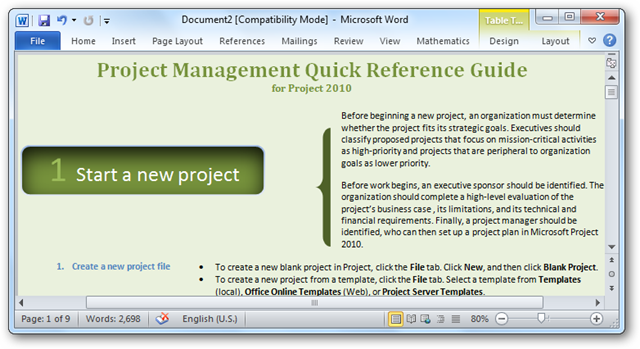 Document2 [Compatibility Mode] - Microsoft Word
Table T...
File Home Insert Page Layout References Mailings Review View Mathematics Design Layout
Project Management Quick Reference Guide
for Project 2010
1 Start a new project
Before beginning a new project, an organization must determine
whether the project fits its strategic goals. Executives should
classify proposed projects that focus on mission-critical activities
as high-priority and projects that are peripheral to organization
goals as lower priority.
Before work begins, an executive sponsor should be identified. The
organization should complete a high-level evaluation of the
project's business case , its limitations, and its technical and
financial requirements. Finally, a project manager should be
identified, who can then set up a project plan in Microsoft Project
2010.
1. Create a new project file
• To create a new blank project in Project, click the File tab. Click New, and then click Blank Project.
• To create a new project from a template, click the File tab. Select a template from Templates
(local), Office Online Templates (Web), or Project Server Templates.
Page: 1 of 9 Words: 2,698 English (U.S.) 80%